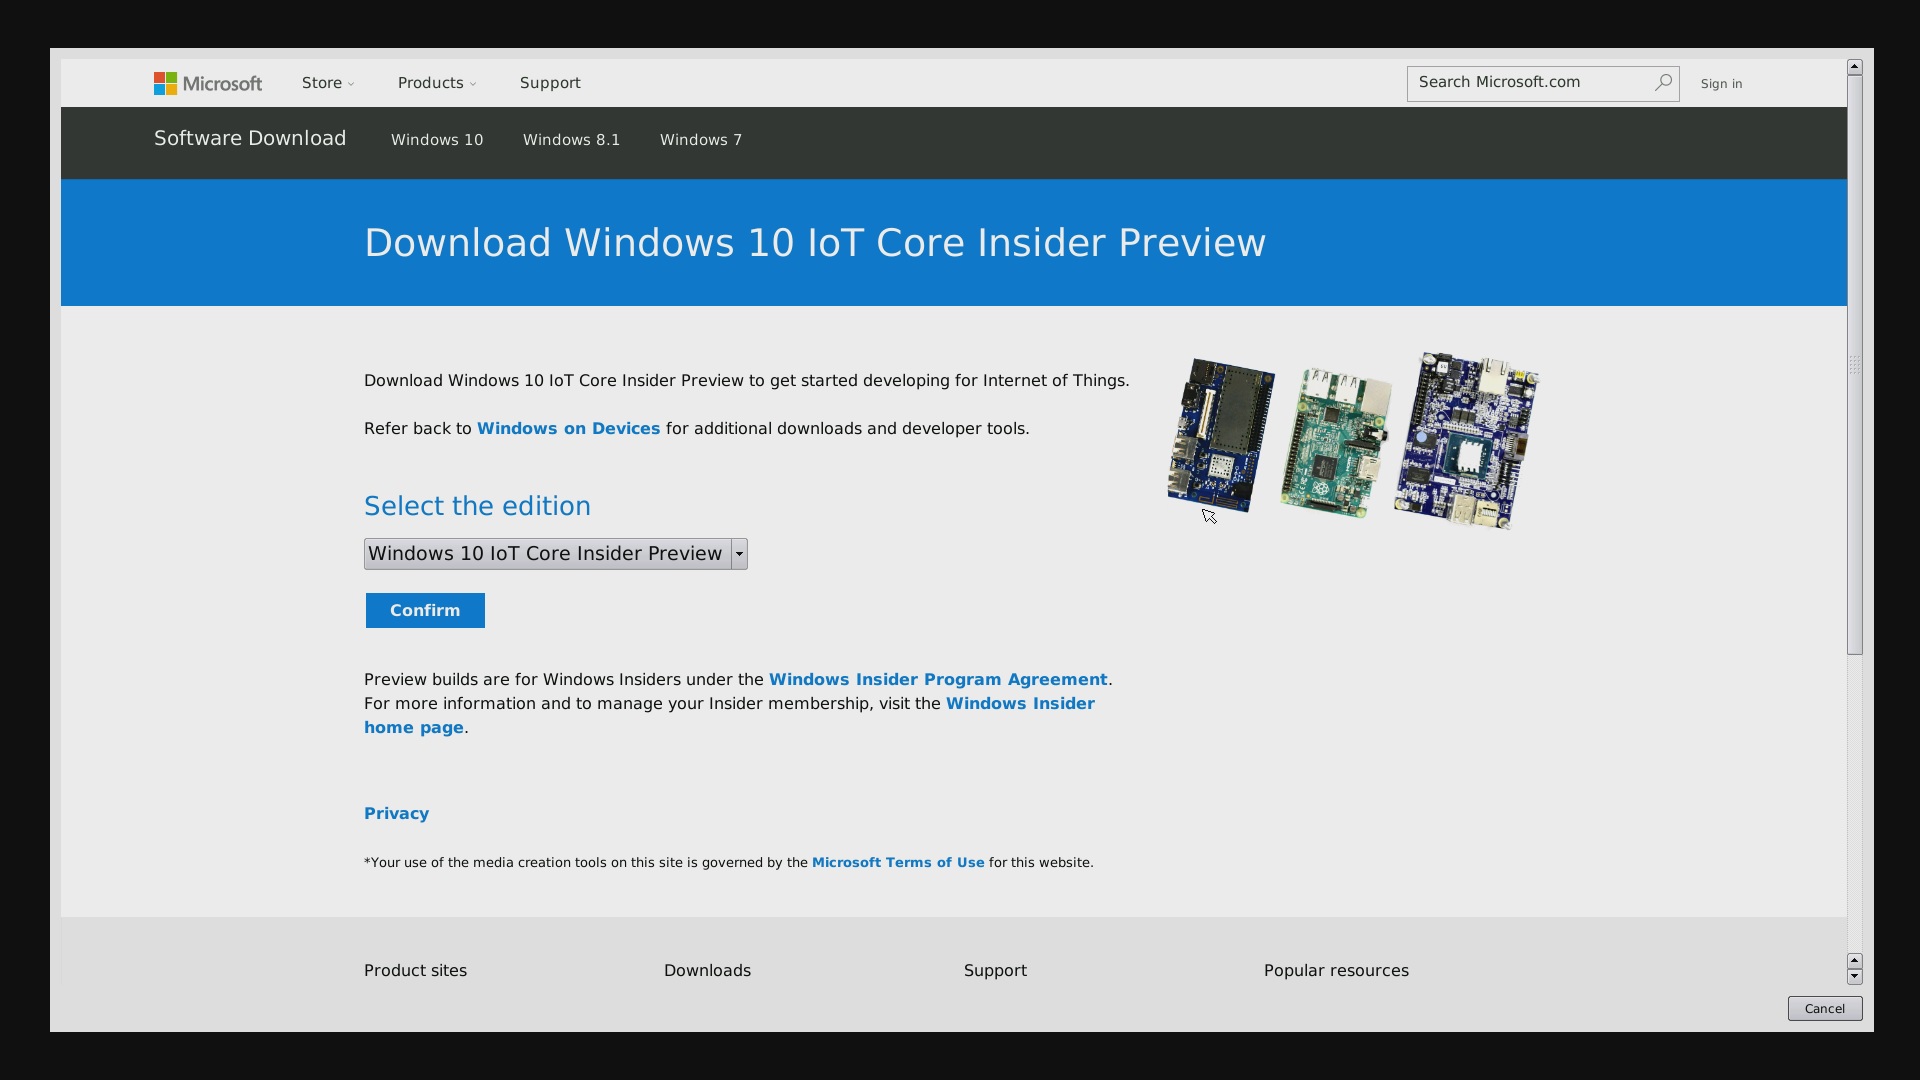 Microsoft
Store
Products
Support
Search Microsoft.com
Sign in
Software Download
Windows 10
Windows 8.1
Windows 7
Download Windows 10 IoT Core Insider Preview
Download Windows 10 IoT Core Insider Preview to get started developing for Internet of Things.
Refer back to Windows on Devices for additional downloads and developer tools.
Select the edition
Windows 10 IoT Core Insider Preview
Confirm
Preview builds are for Windows Insiders under the Windows Insider Program Agreement.
For more information and to manage your Insider membership, visit the Windows Insider
home page.
Privacy
*Your use of the media creation tools on this site is governed by the Microsoft Terms of Use for this website.
Product sites
Downloads
Support
Popular resources
Cancel